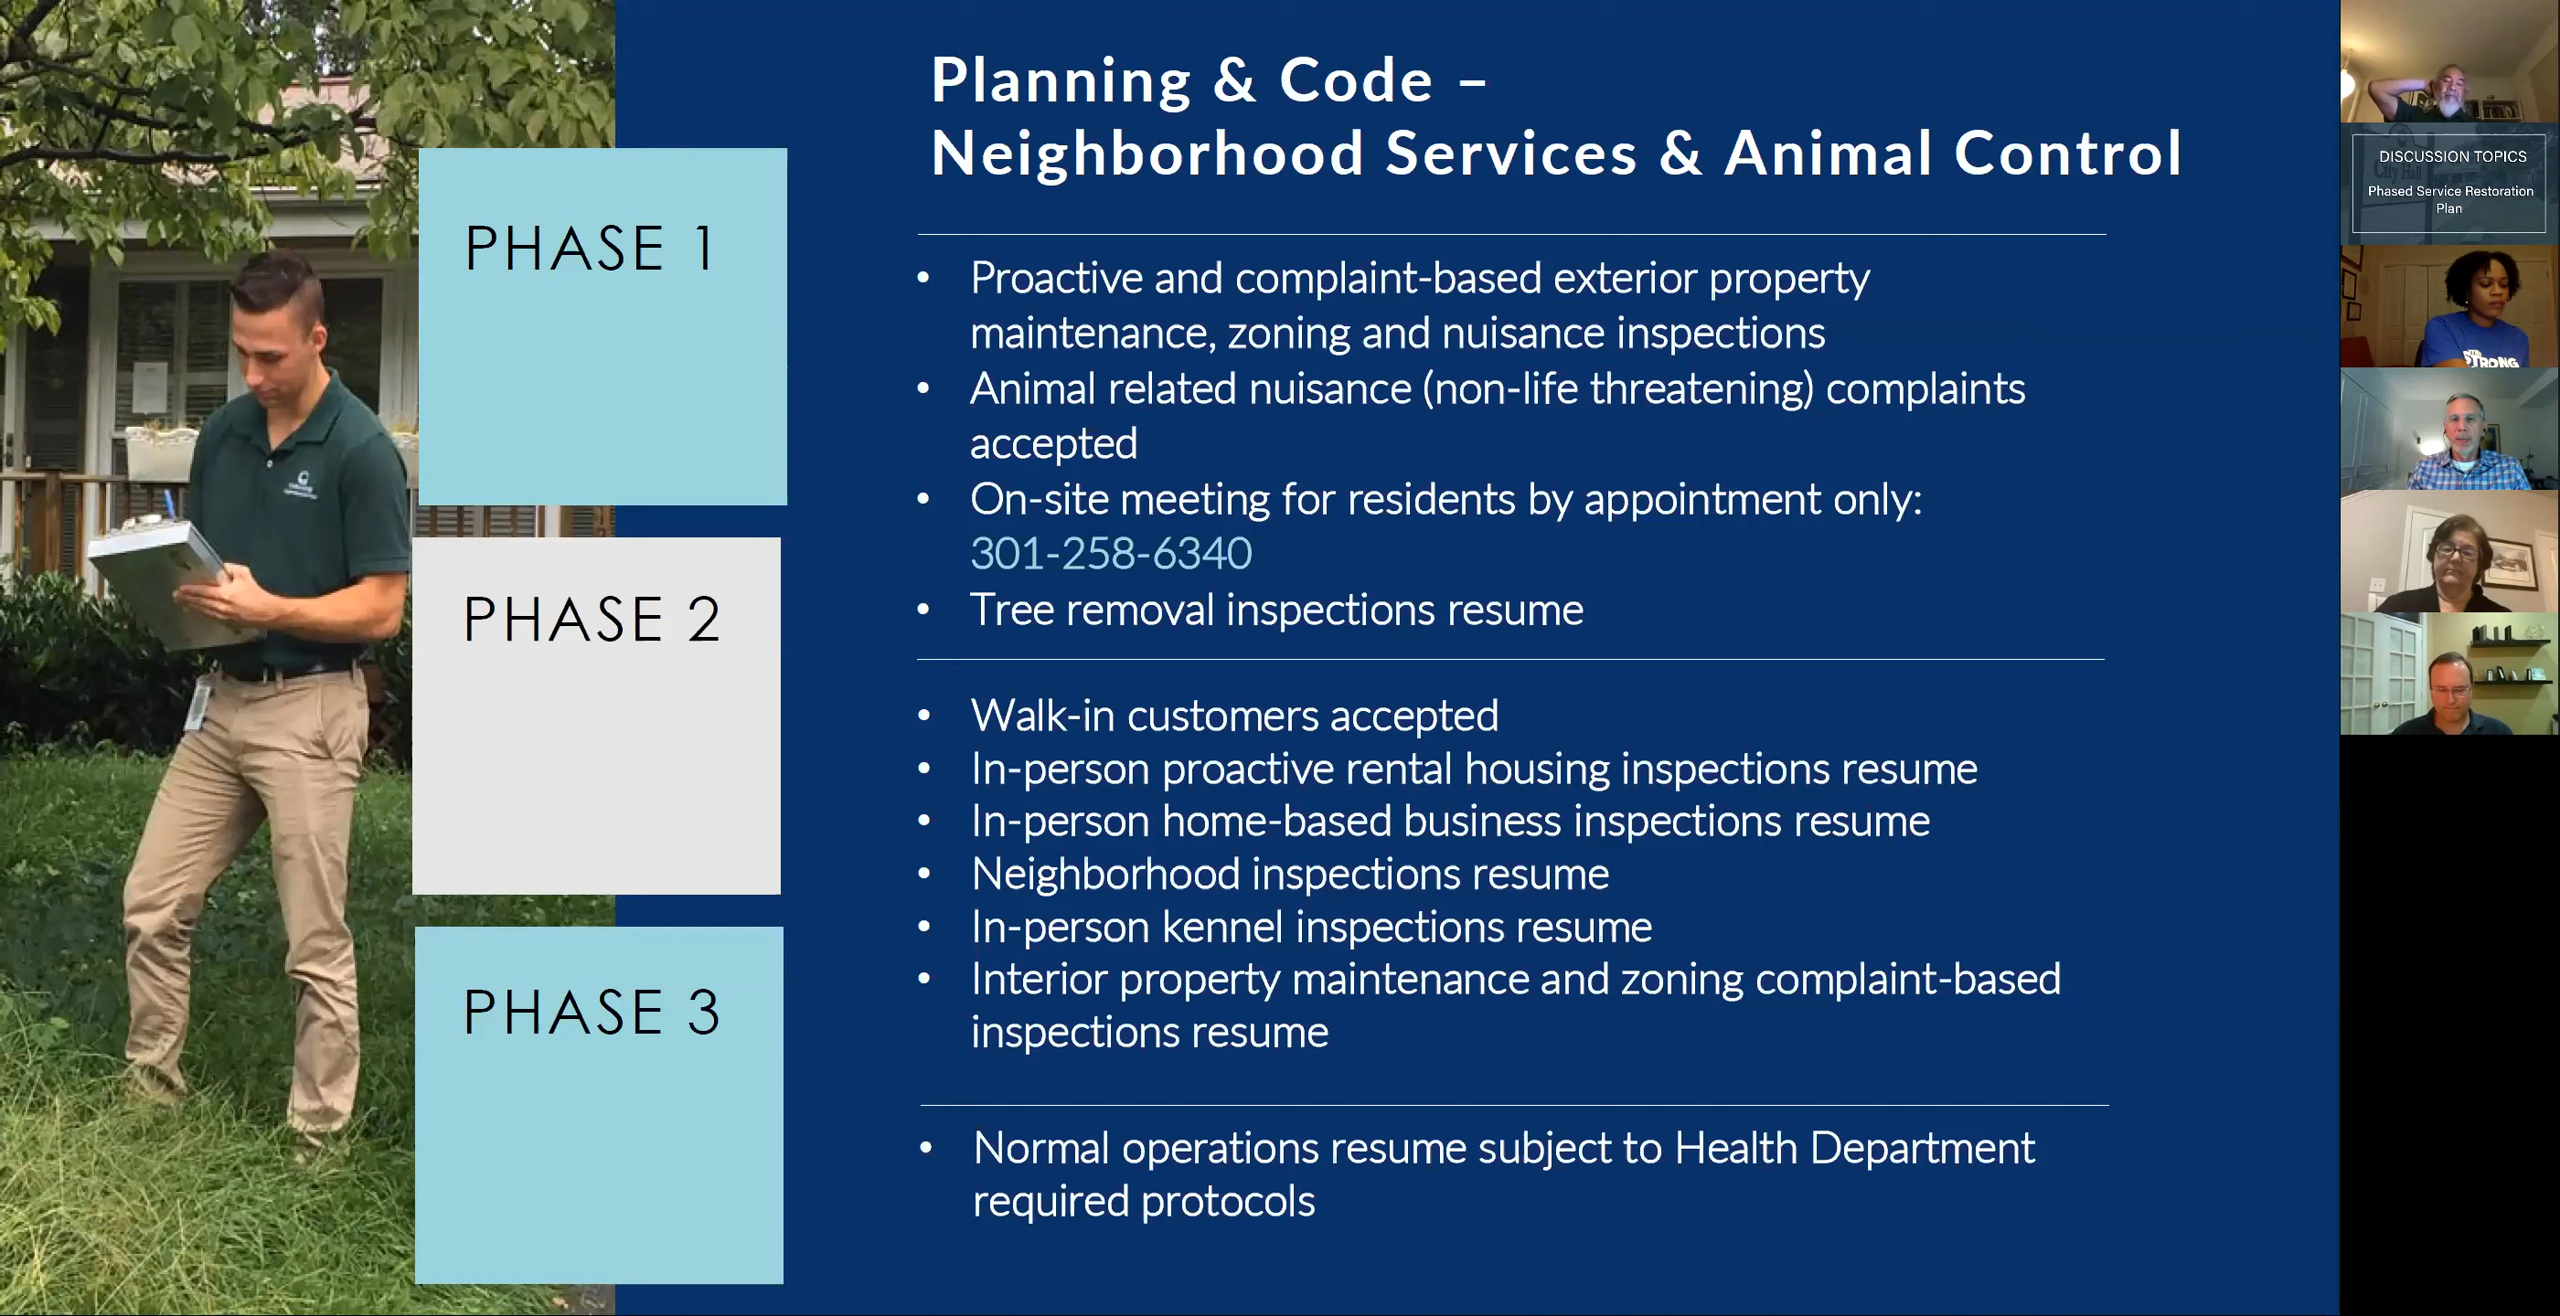 Planning & Code –
Neighborhood Services & Animal Control
PHASE 1
• Proactive and complaint-based exterior property
maintenance, zoning and nuisance inspections
• Animal related nuisance (non-life threatening) complaints
accepted
• On-site meeting for residents by appointment only:
301-258-6340
• Tree removal inspections resume
PHASE 2
• Walk-in customers accepted
• In-person proactive rental housing inspections resume
• In-person home-based business inspections resume
• Neighborhood inspections resume
• In-person kennel inspections resume
• Interior property maintenance and zoning complaint-based
inspections resume
PHASE 3
• Normal operations resume subject to Health Department
required protocols
DISCUSSION TOPICS
City Hall
Phased Service Restoration
Plan
STRONG